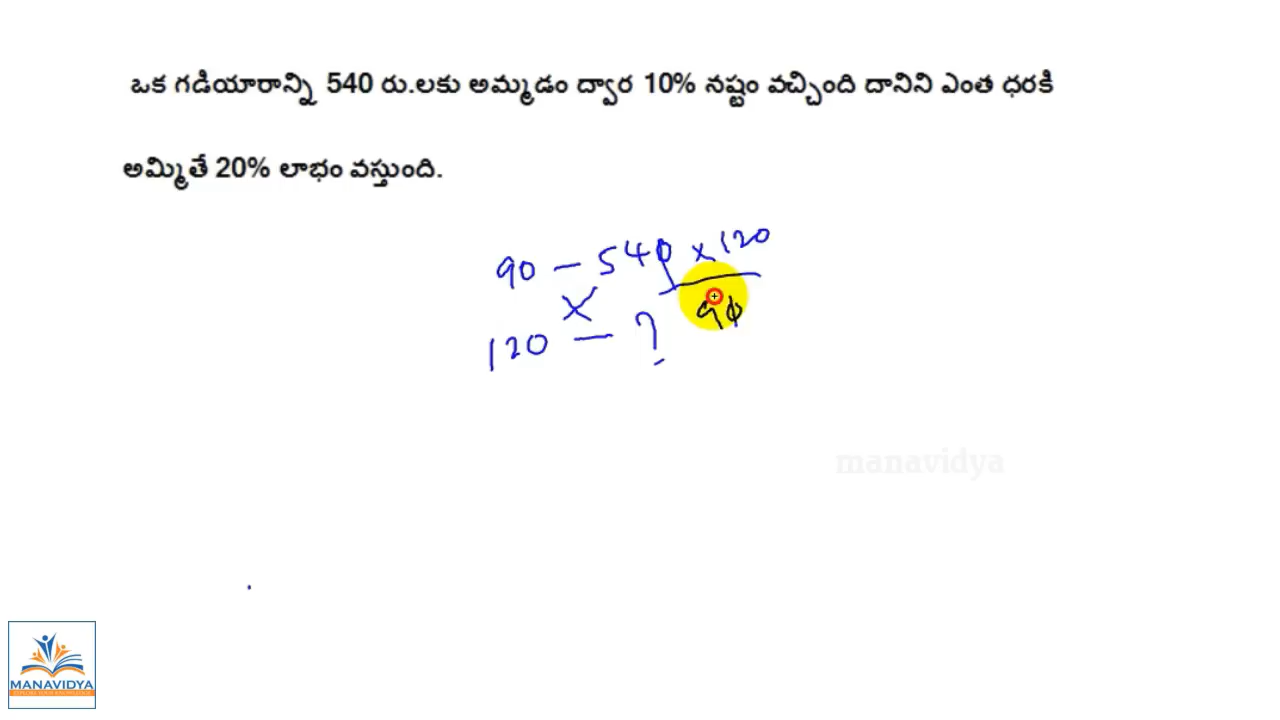 ఒక గడియారాన్ని 540 రు.లకు అమ్మడం ద్వార 10% నష్టం వచ్చింది దానిని ఎంత ధరకి
అమ్మితే 20% లాభం వస్తుంది.
90 – 540 × 120
90
×
120 – ?
manavidya
MANAVIDYA